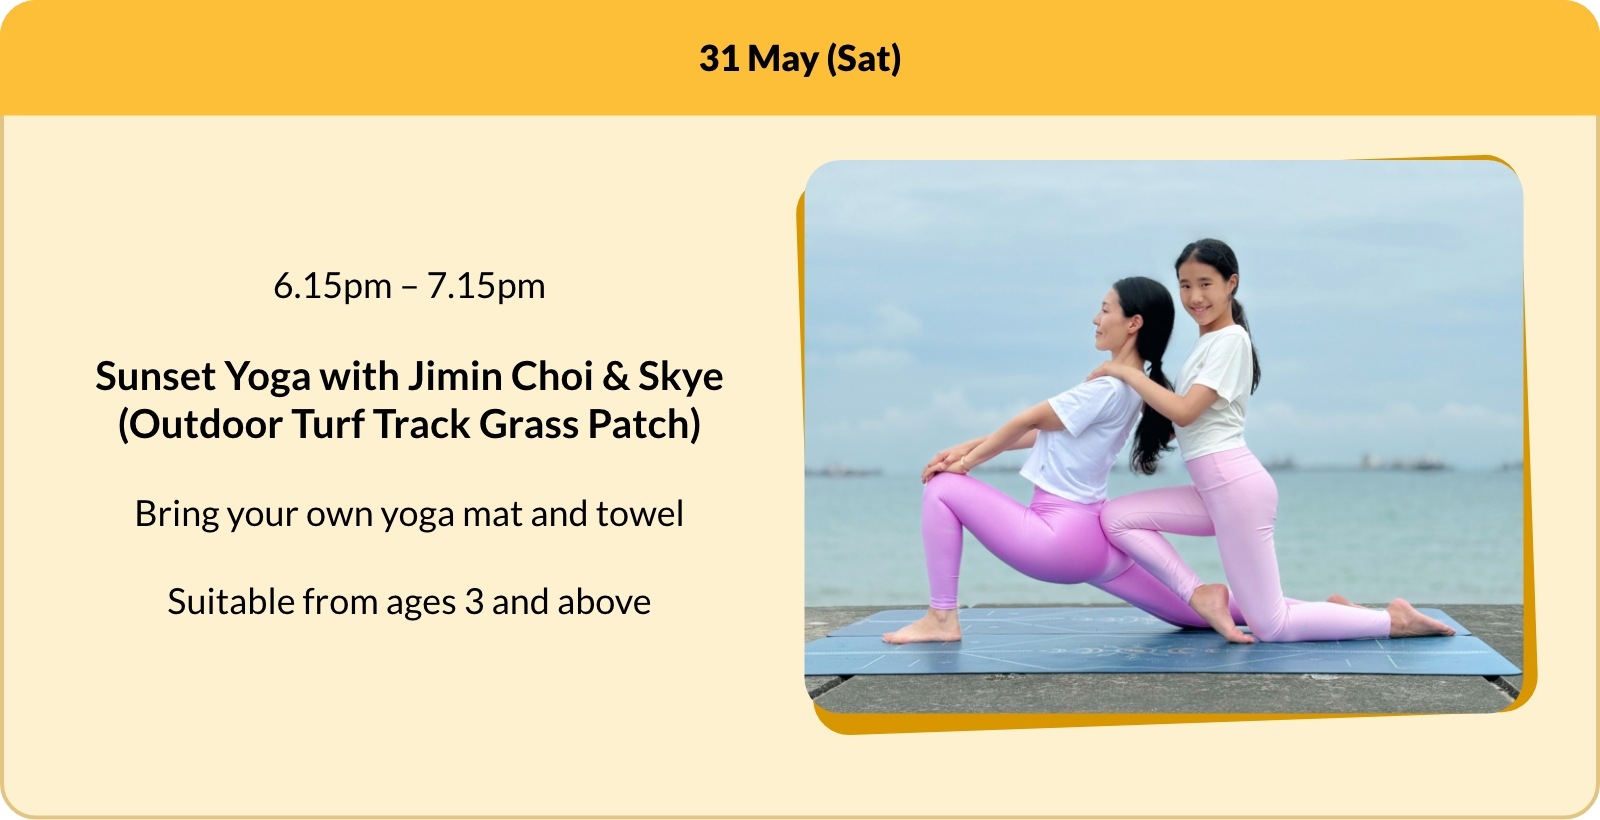 31 May (Sat)
6.15pm – 7.15pm
Sunset Yoga with Jimin Choi & Skye
(Outdoor Turf Track Grass Patch)
Bring your own yoga mat and towel
Suitable from ages 3 and above